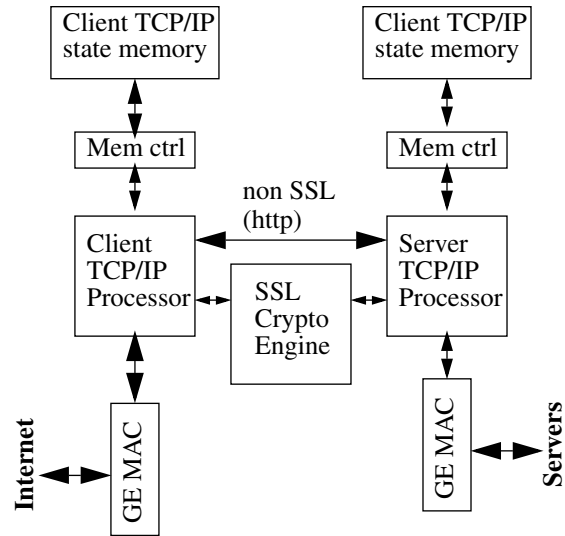 Client TCP/IP
state memory
Client TCP/IP
state memory
Mem ctrl
Mem ctrl
non SSL
(http)
Client
TCP/IP
Processor
SSL
Crypto
Engine
Server
TCP/IP
Processor
Internet
GE MAC
GE MAC
Servers